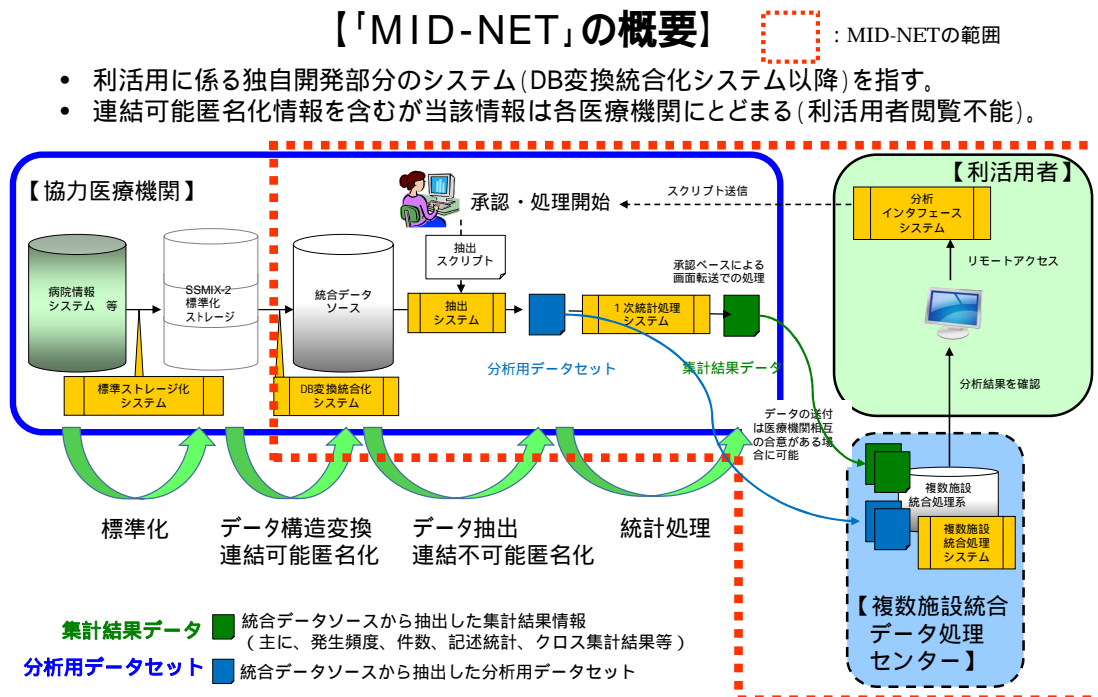 【「MID-NET」の概要】
：MID-NETの範囲
• 利活用に係る独自開発部分のシステム(DB変換統合化システム以降)を指す。
• 連結可能匿名化情報を含むが当該情報は各医療機関にとどまる(利活用者閲覧不能)。
【協力医療機関】
承認・処理開始
スクリプト送信
【利活用者】
分析
インタフェース
システム
リモートアクセス
抽出
スクリプト
承認ベースによる
画面転送での処理
病院情報
システム 等
SSMIX-2
標準化
ストレージ
統合データ
ソース
抽出
システム
１次統計処理
システム
分析用データセット
集計結果データ
標準ストレージ化
システム
DB変換統合化
システム
分析結果を確認
データの送付
は医療機関相互
の合意がある場
合に可能
標準化
データ構造変換
連結可能匿名化
データ抽出
連結不可能匿名化
統計処理
複数施設
統合処理系
複数施設
統合処理
システム
【複数施設統合
データ処理
センター】
集計結果データ
統合データソースから抽出した集計結果情報
（主に、発生頻度、件数、記述統計、クロス集計結果等）
分析用データセット
統合データソースから抽出した分析用データセット